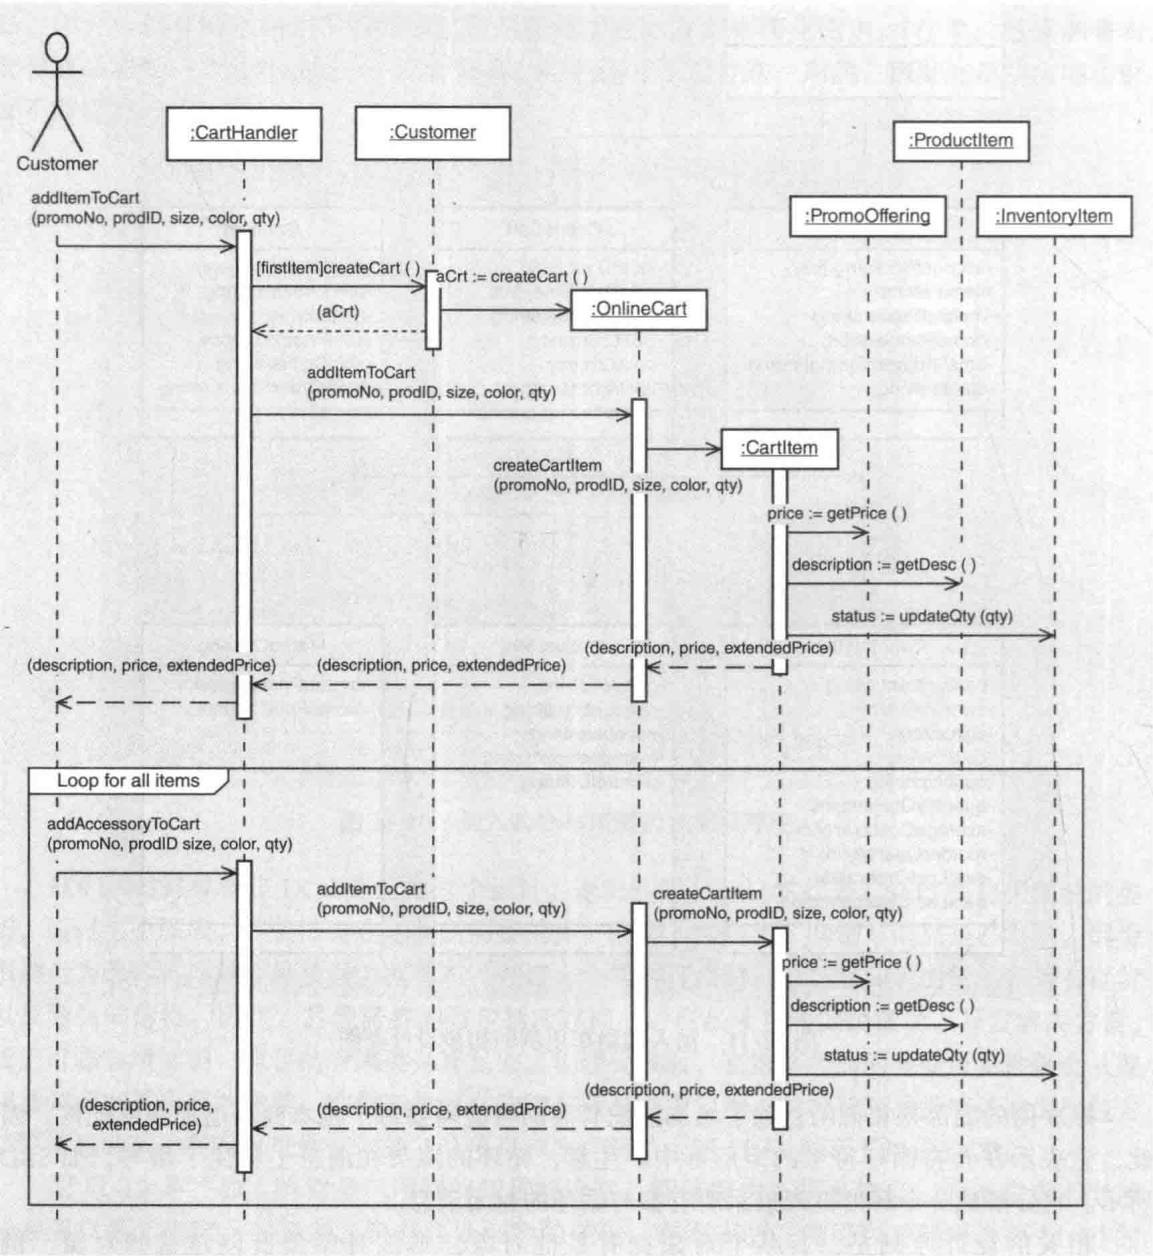 Customer
:CartHandler
:Customer
:ProductItem
:PromoOffering
:InventoryItem
addItemToCart
(promoNo, prodID, size, color, qty)
[firstItem]createCart ( )
aCrt := createCart ( )
:OnlineCart
(aCrt)
addItemToCart
(promoNo, prodID, size, color, qty)
:CartItem
createCartItem
(promoNo, prodID, size, color, qty)
price := getPrice ( )
description := getDesc ( )
status := updateQty (qty)
(description, price, extendedPrice)
(description, price, extendedPrice)
(description, price, extendedPrice)
Loop for all items
addAccessoryToCart
(promoNo, prodID size, color, qty)
addItemToCart
(promoNo, prodID, size, color, qty)
createCartItem
(promoNo, prodID, size, color, qty)
price := getPrice ( )
description := getDesc ( )
status := updateQty (qty)
(description, price, extendedPrice)
(description, price, extendedPrice)
(description, price,
extendedPrice)